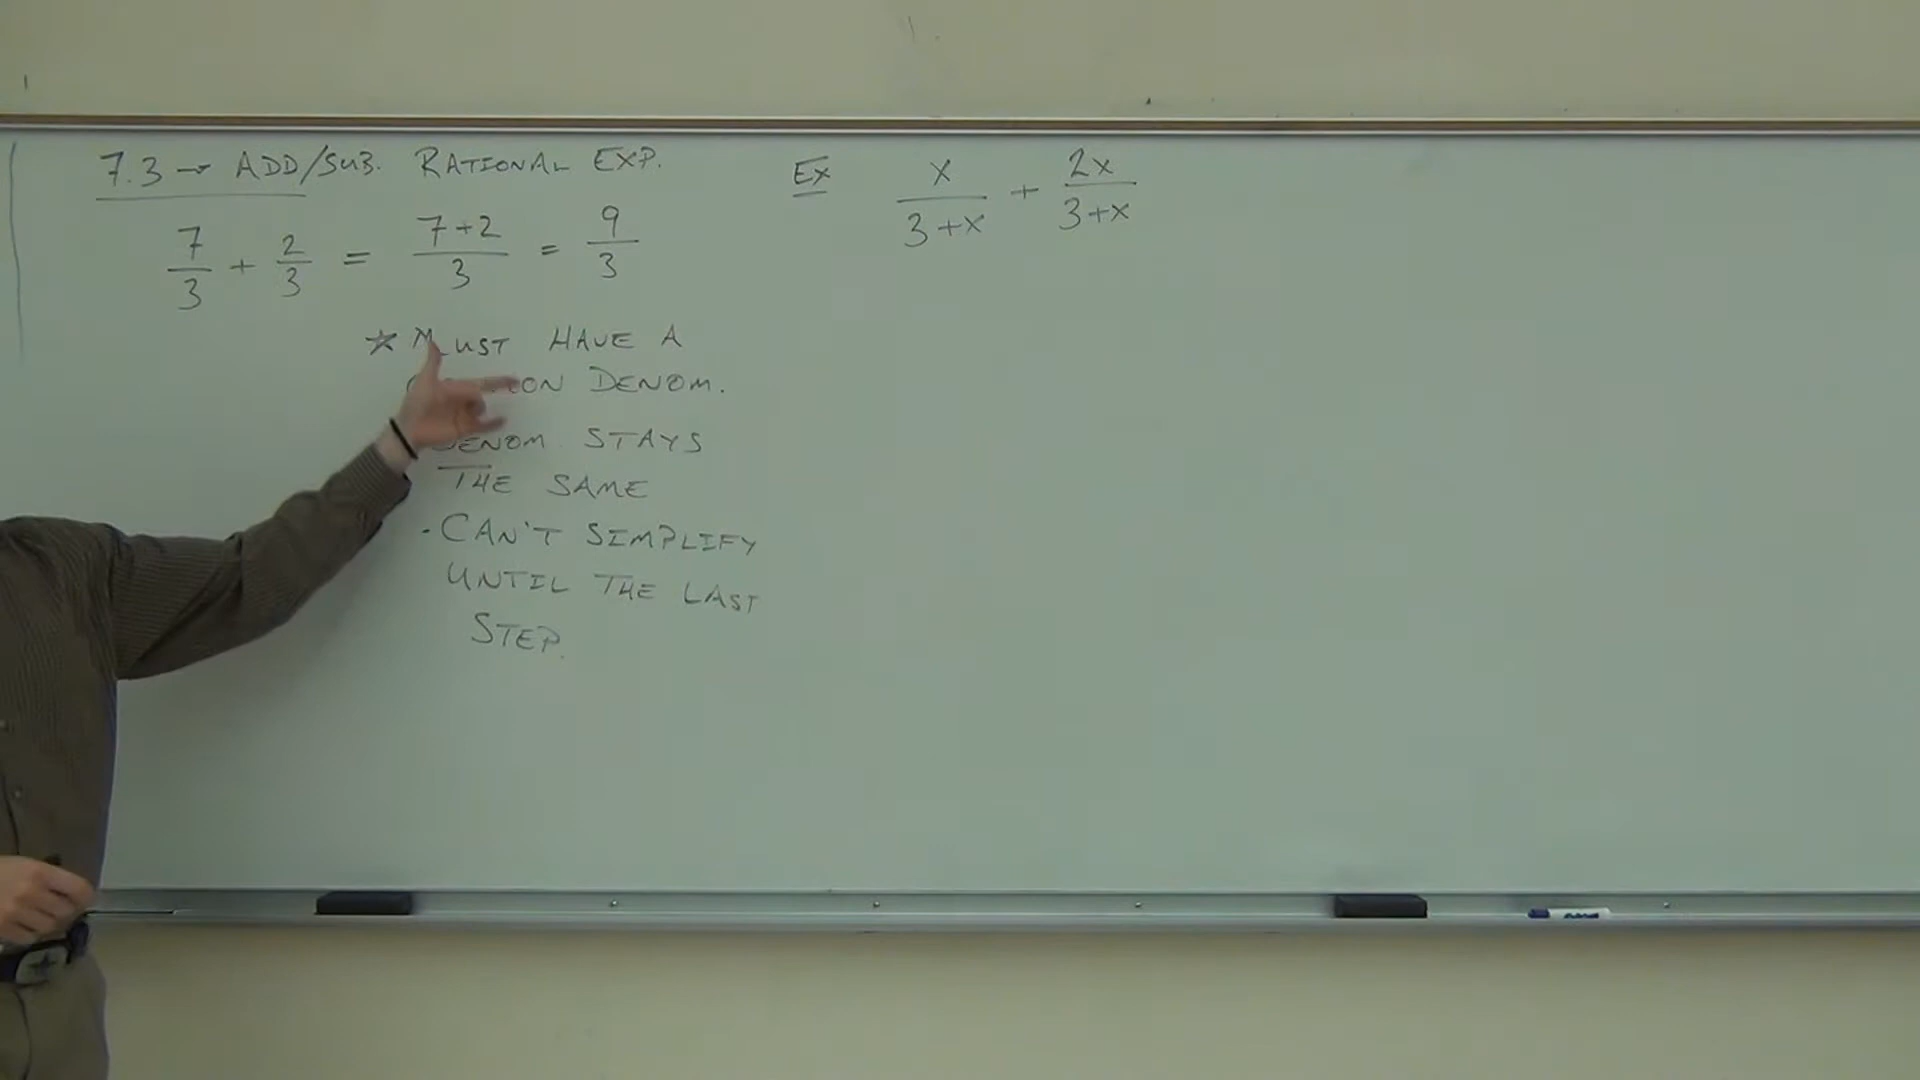 7.3 → ADD/SUB. RATIONAL EXP.
7/3 + 2/3 = (7+2)/3 = 9/3
☆ MUST HAVE A
DENOM.
DENOM. STAYS
THE SAME
· CAN'T SIMPLIFY
UNTIL THE LAST
STEP.
Ex x/(3+x) + 2x/(3+x)